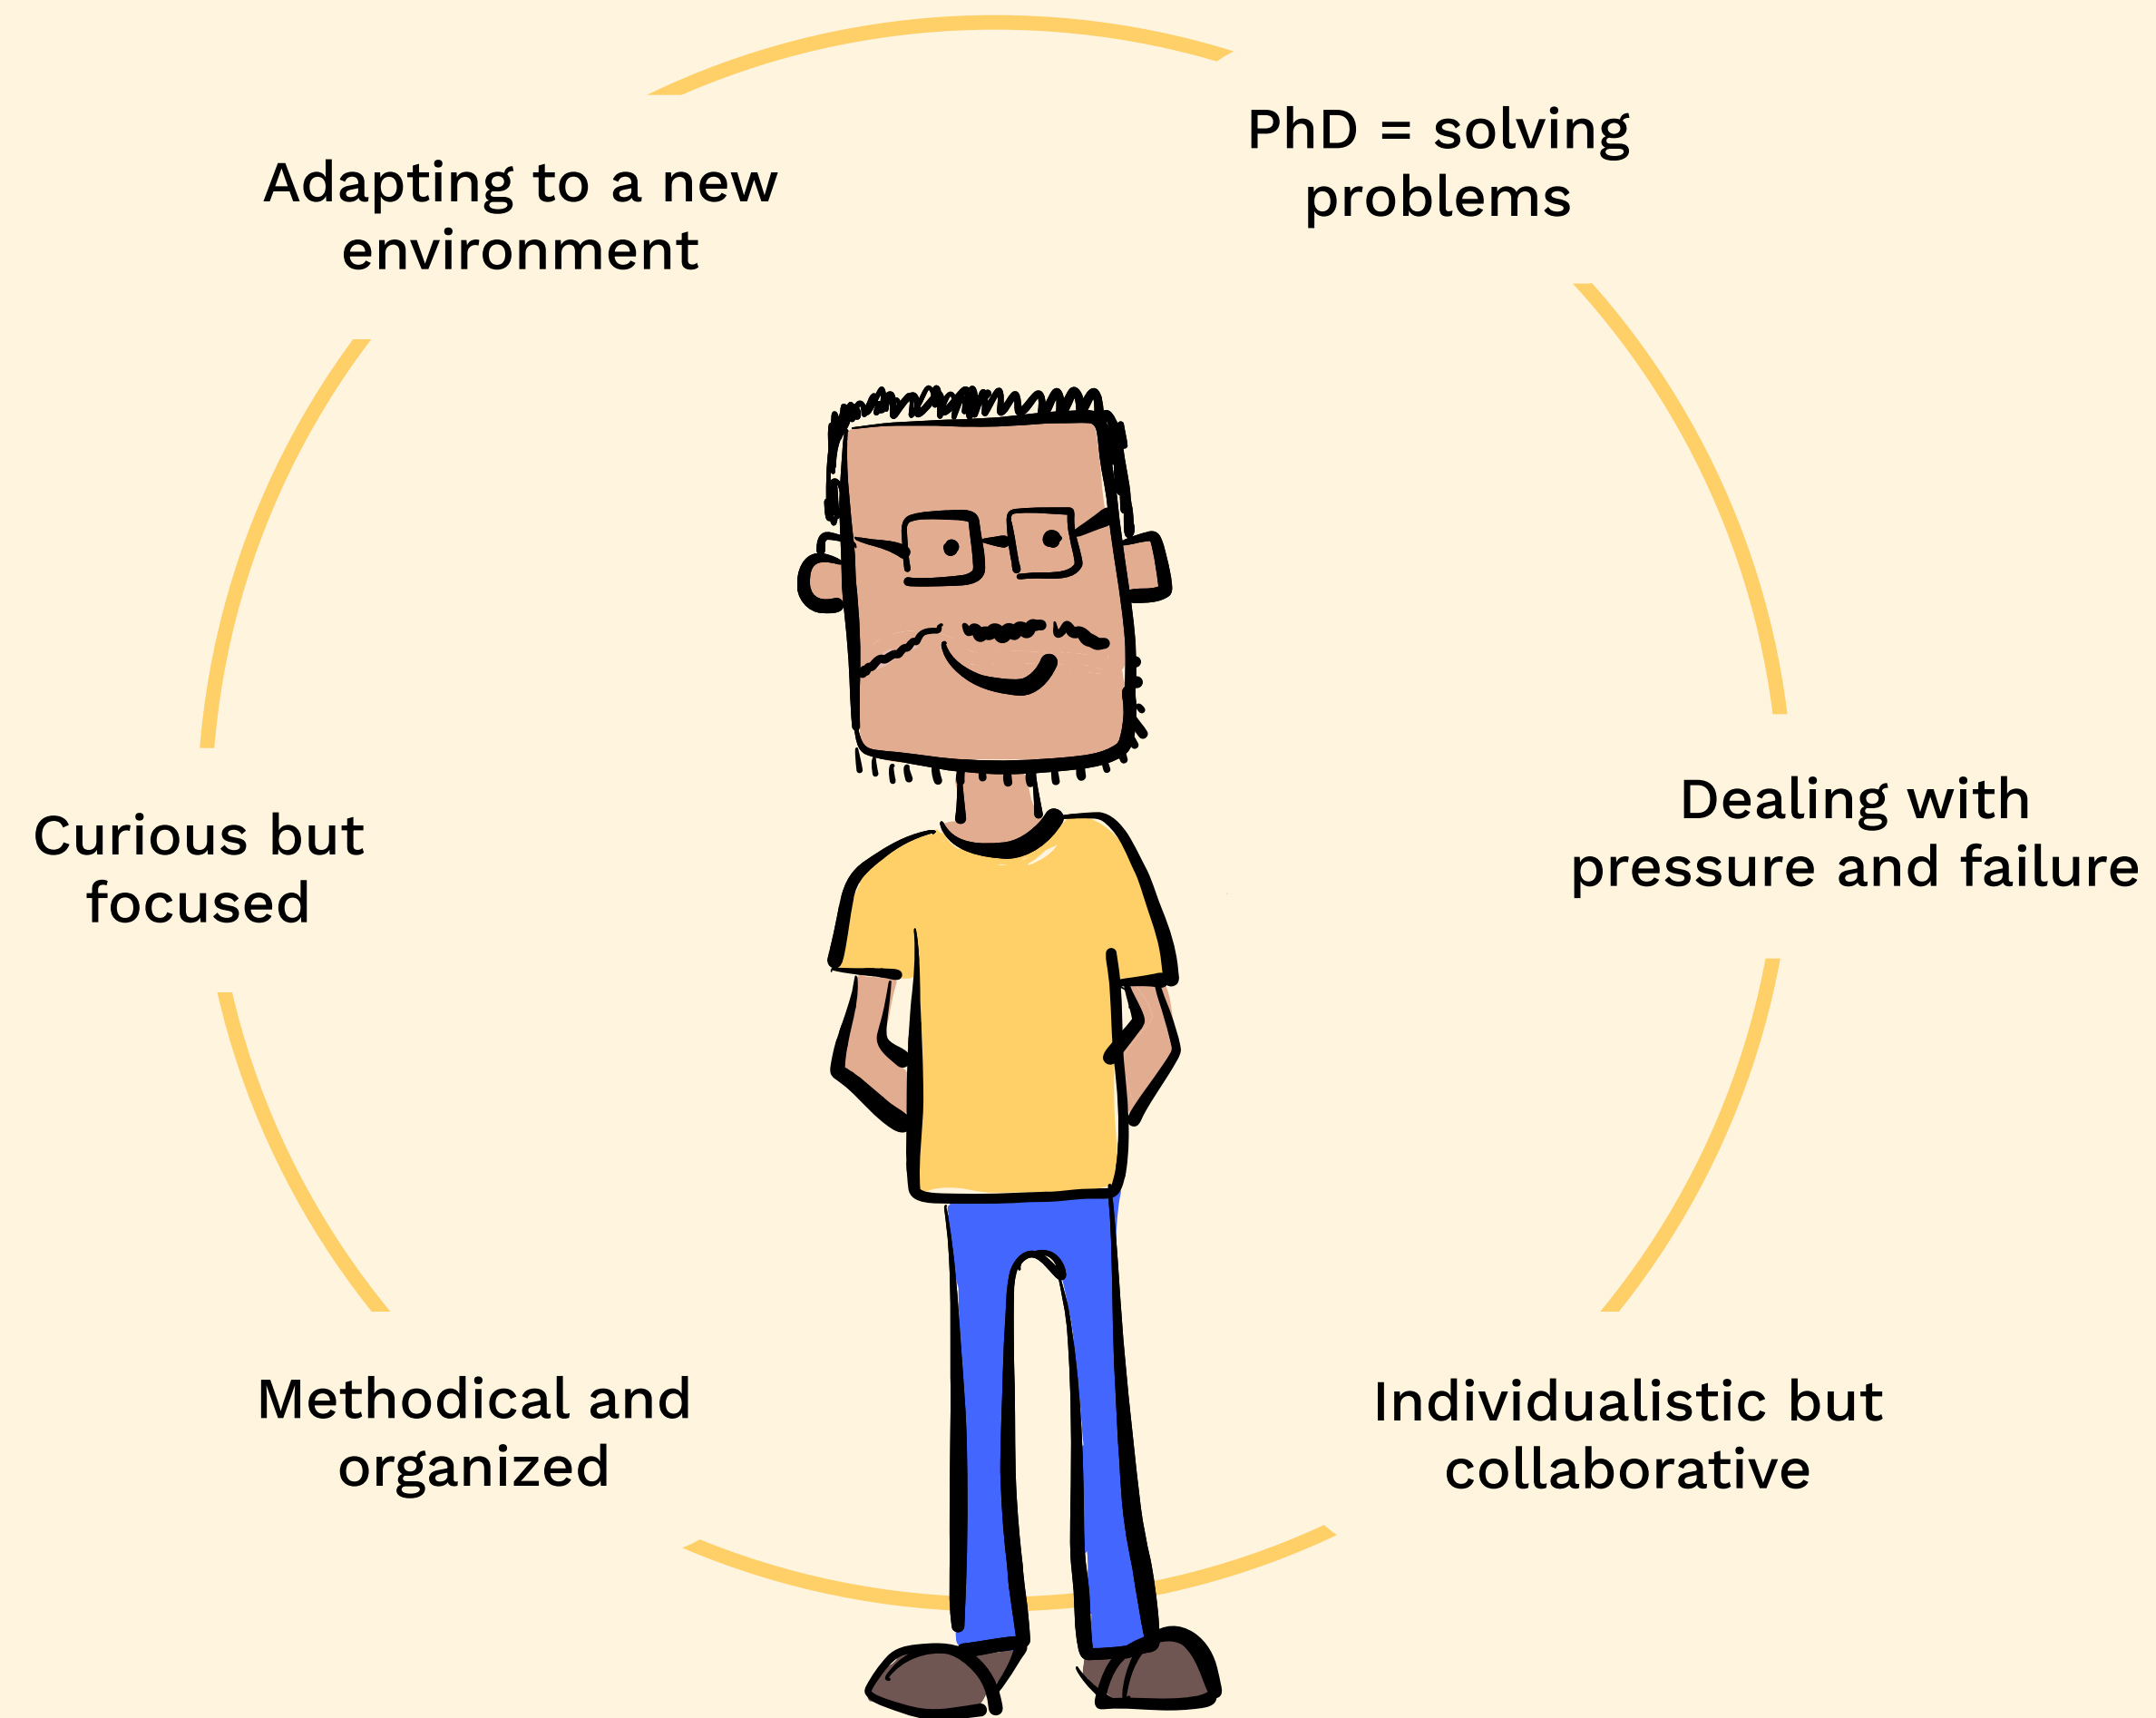 Adapting to a new
environment
PhD = solving
problems
Curious but
focused
Dealing with
pressure and failure
Methodical and
organized
Individualistic but
collaborative